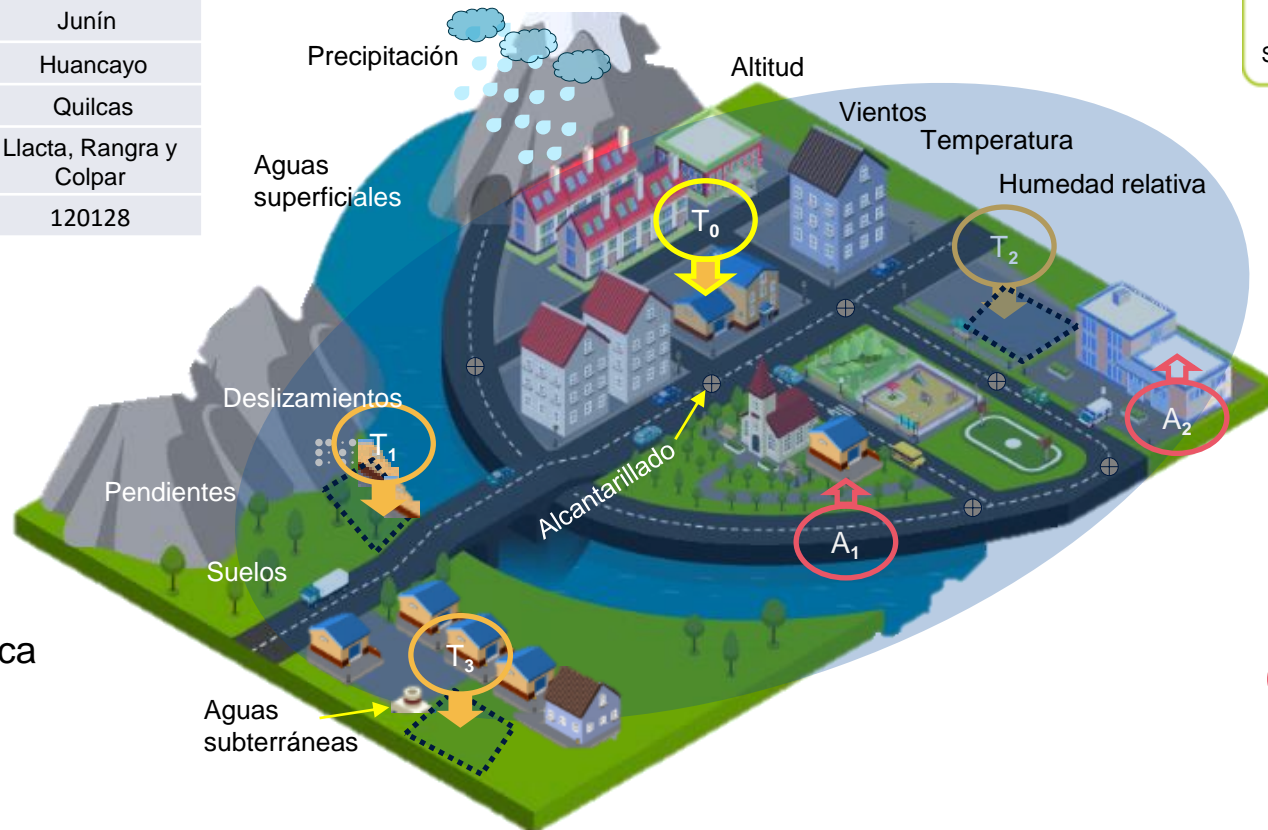 Junín
Huancayo
Quilcas
Llacta, Rangra y
Colpar
120128
Precipitación
Altitud
Vientos
Temperatura
Humedad relativa
Aguas
superficiales
T₀
T₂
Deslizamientos
T₁
A₂
Pendientes
Alcantarillado
A₁
Suelos
T₃
ca
Aguas
subterráneas